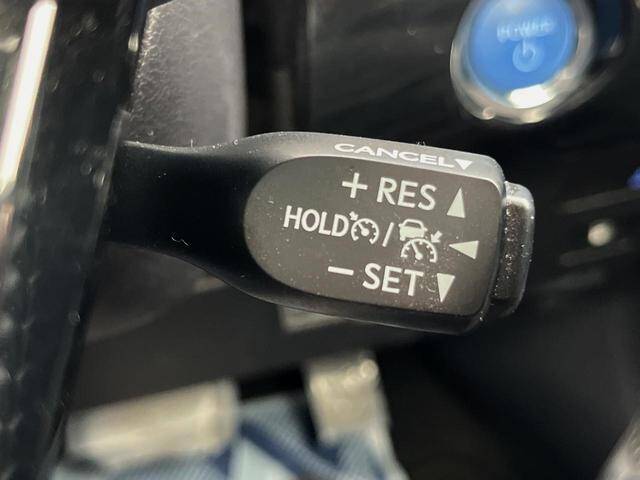 POWER
CANCEL▼
+ RES ▲
HOLD / ◀
− SET ▼